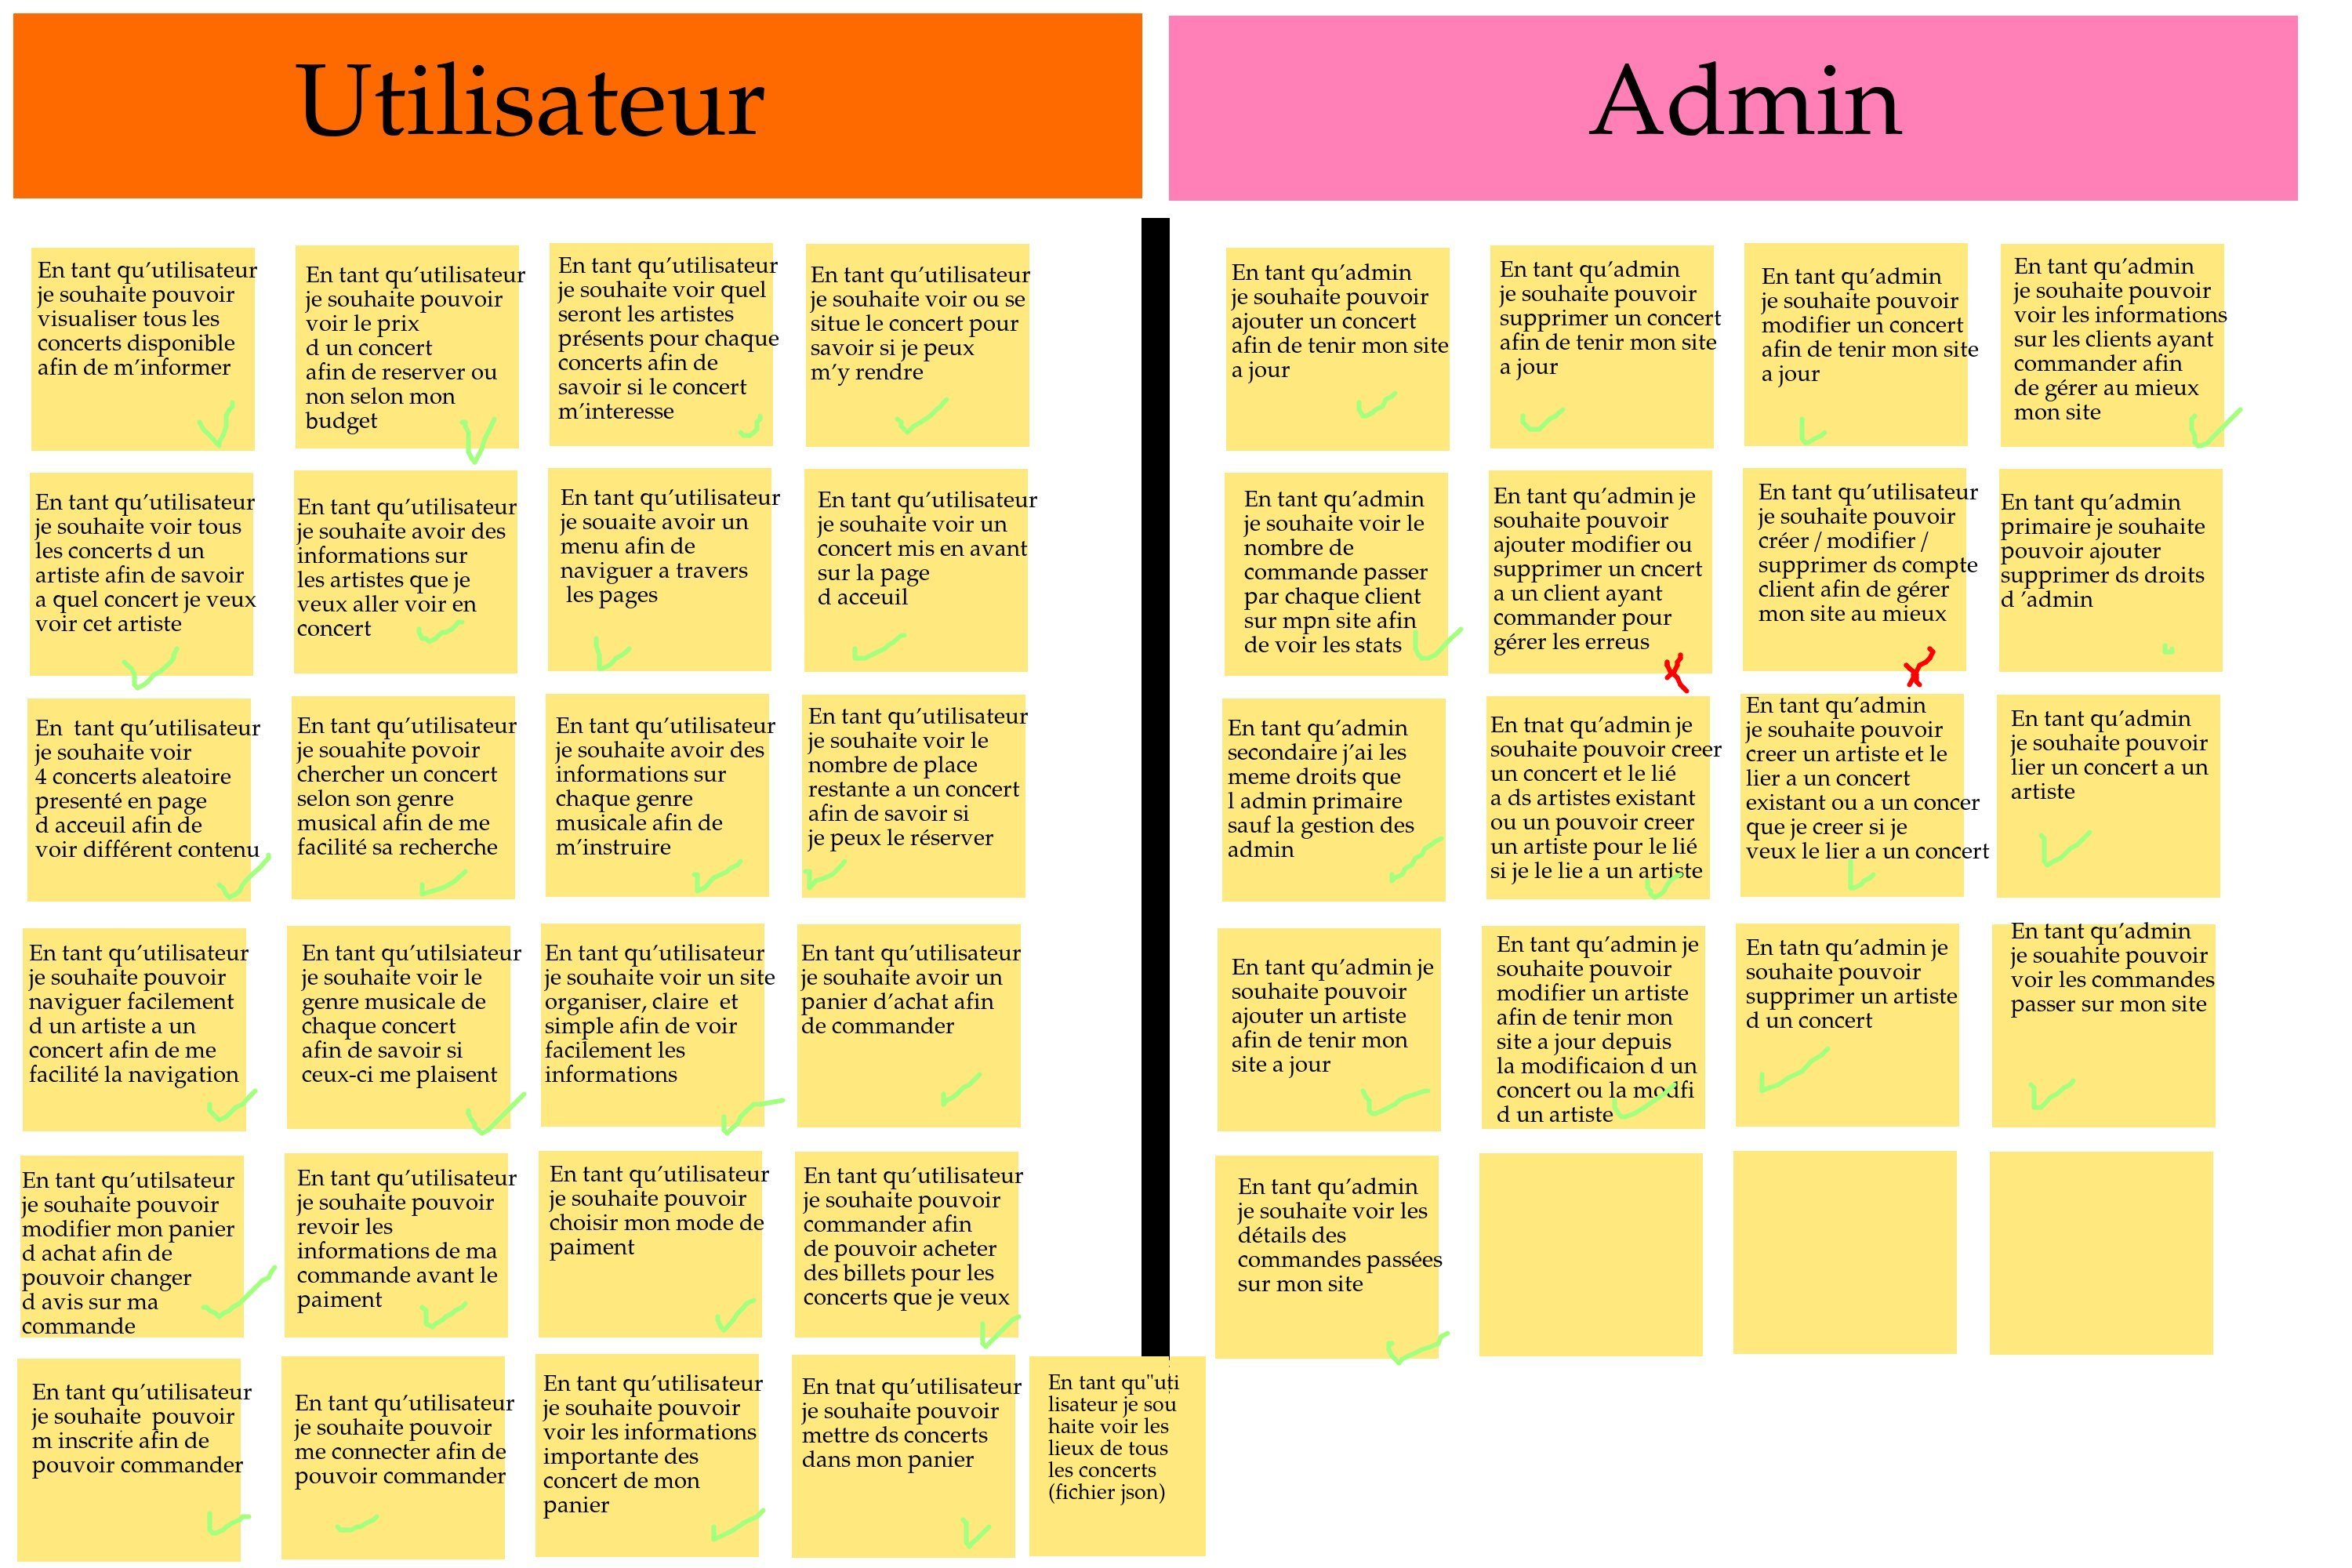 Utilisateur
Admin
En tant qu’utilisateur
je souhaite pouvoir
visualiser tous les
concerts disponible
afin de m’informer
En tant qu’utilisateur
je souhaite pouvoir
voir le prix
d un concert
afin de reserver ou
non selon mon
budget
En tant qu’utilisateur
je souhaite voir quel
seront les artistes
présents pour chaque
concerts afin de
savoir si le concert
m’interesse
En tant qu’utilisateur
je souhaite voir ou se
situe le concert pour
savoir si je peux
m’y rendre
En tant qu’utilisateur
je souhaite voir tous
les concerts d un
artiste afin de savoir
a quel concert je veux
voir cet artiste
En tant qu’utilisateur
je souhaite avoir des
informations sur
les artistes que je
veux aller voir en
concert
En tant qu’utilisateur
je souaite avoir un
menu afin de
naviguer a travers
les pages
En tant qu’utilisateur
je souhaite voir un
concert mis en avant
sur la page
d acceuil
En  tant qu’utilisateur
je souhaite voir
4 concerts aleatoire
presenté en page
d acceuil afin de
voir différent contenu
En tant qu’utilisateur
je souahite povoir
chercher un concert
selon son genre
musical afin de me
facilité sa recherche
En tant qu’utilisateur
je souhaite avoir des
informations sur
chaque genre
musicale afin de
m’instruire
En tant qu’utilisateur
je souhaite voir le
nombre de place
restante a un concert
afin de savoir si
je peux le réserver
En tant qu’utilisateur
je souhaite pouvoir
naviguer facilement
d un artiste a un
concert afin de me
facilité la navigation
En tant qu’utilsiateur
je souhaite voir le
genre musicale de
chaque concert
afin de savoir si
ceux-ci me plaisent
En tant qu’utilisateur
je souhaite voir un site
organiser, claire  et
simple afin de voir
facilement les
informations
En tant qu’utilisateur
je souhaite avoir un
panier d’achat afin
de commander
En tant qu’utilsateur
je souhaite pouvoir
modifier mon panier
d achat afin de
pouvoir changer
d avis sur ma
commande
En tant qu’utilisateur
je souhaite pouvoir
revoir les
informations de ma
commande avant le
paiment
En tant qu’utilisateur
je souhaite pouvoir
choisir mon mode de
paiment
En tant qu’utilisateur
je souhaite pouvoir
commander afin
de pouvoir acheter
des billets pour les
concerts que je veux
En tant qu’utilisateur
je souhaite  pouvoir
m inscrite afin de
pouvoir commander
En tant qu’utilisateur
je souhaite pouvoir
me connecter afin de
pouvoir commander
En tant qu’utilisateur
je souhaite pouvoir
voir les informations
importante des
concert de mon
panier
En tnat qu’utilisateur
je souhaite pouvoir
mettre ds concerts
dans mon panier
En tant qu"uti
lisateur je sou
haite voir les
lieux de tous
les concerts
(fichier json)
En tant qu’admin
je souhaite pouvoir
ajouter un concert
afin de tenir mon site
a jour
En tant qu’admin
je souhaite pouvoir
supprimer un concert
afin de tenir mon site
a jour
En tant qu’admin
je souhaite pouvoir
modifier un concert
afin de tenir mon site
a jour
En tant qu’admin
je souhaite pouvoir
voir les informations
sur les clients ayant
commander afin
de gérer au mieux
mon site
En tant qu’admin
je souhaite voir le
nombre de
commande passer
par chaque client
sur mpn site afin
de voir les stats
En tant qu’admin je
souhaite pouvoir
ajouter modifier ou
supprimer un cncert
a un client ayant
commander pour
gérer les erreus
En tant qu’utilisateur
je souhaite pouvoir
créer / modifier /
supprimer ds compte
client afin de gérer
mon site au mieux
En tant qu’admin
primaire je souhaite
pouvoir ajouter
supprimer ds droits
d ’admin
En tant qu’admin
secondaire j’ai les
meme droits que
l admin primaire
sauf la gestion des
admin
En tnat qu’admin je
souhaite pouvoir creer
un concert et le lié
a ds artistes existant
ou un pouvoir creer
un artiste pour le lié
si je le lie a un artiste
En tant qu’admin
je souhaite pouvoir
creer un artiste et le
lier a un concert
existant ou a un concer
que je creer si je
veux le lier a un concert
En tant qu’admin
je souhaite pouvoir
lier un concert a un
artiste
En tant qu’admin je
souhaite pouvoir
ajouter un artiste
afin de tenir mon
site a jour
En tant qu’admin je
souhaite pouvoir
modifier un artiste
afin de tenir mon
site a jour depuis
la modificaion d un
concert ou la modfi
d un artiste
En tatn qu’admin je
souhaite pouvoir
supprimer un artiste
d un concert
En tant qu’admin
je souahite pouvoir
voir les commandes
passer sur mon site
En tant qu’admin
je souhaite voir les
détails des
commandes passées
sur mon site